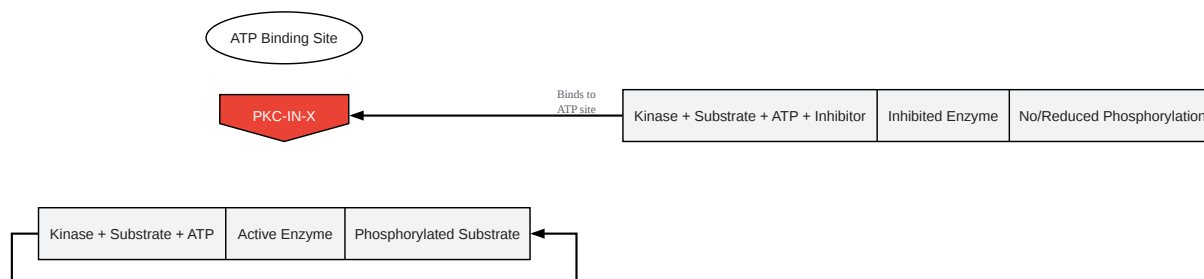 ATP Binding Site
PKC-IN-X
Binds to
ATP site
Kinase + Substrate + ATP + Inhibitor
Inhibited Enzyme
No/Reduced Phosphorylation
Kinase + Substrate + ATP
Active Enzyme
Phosphorylated Substrate